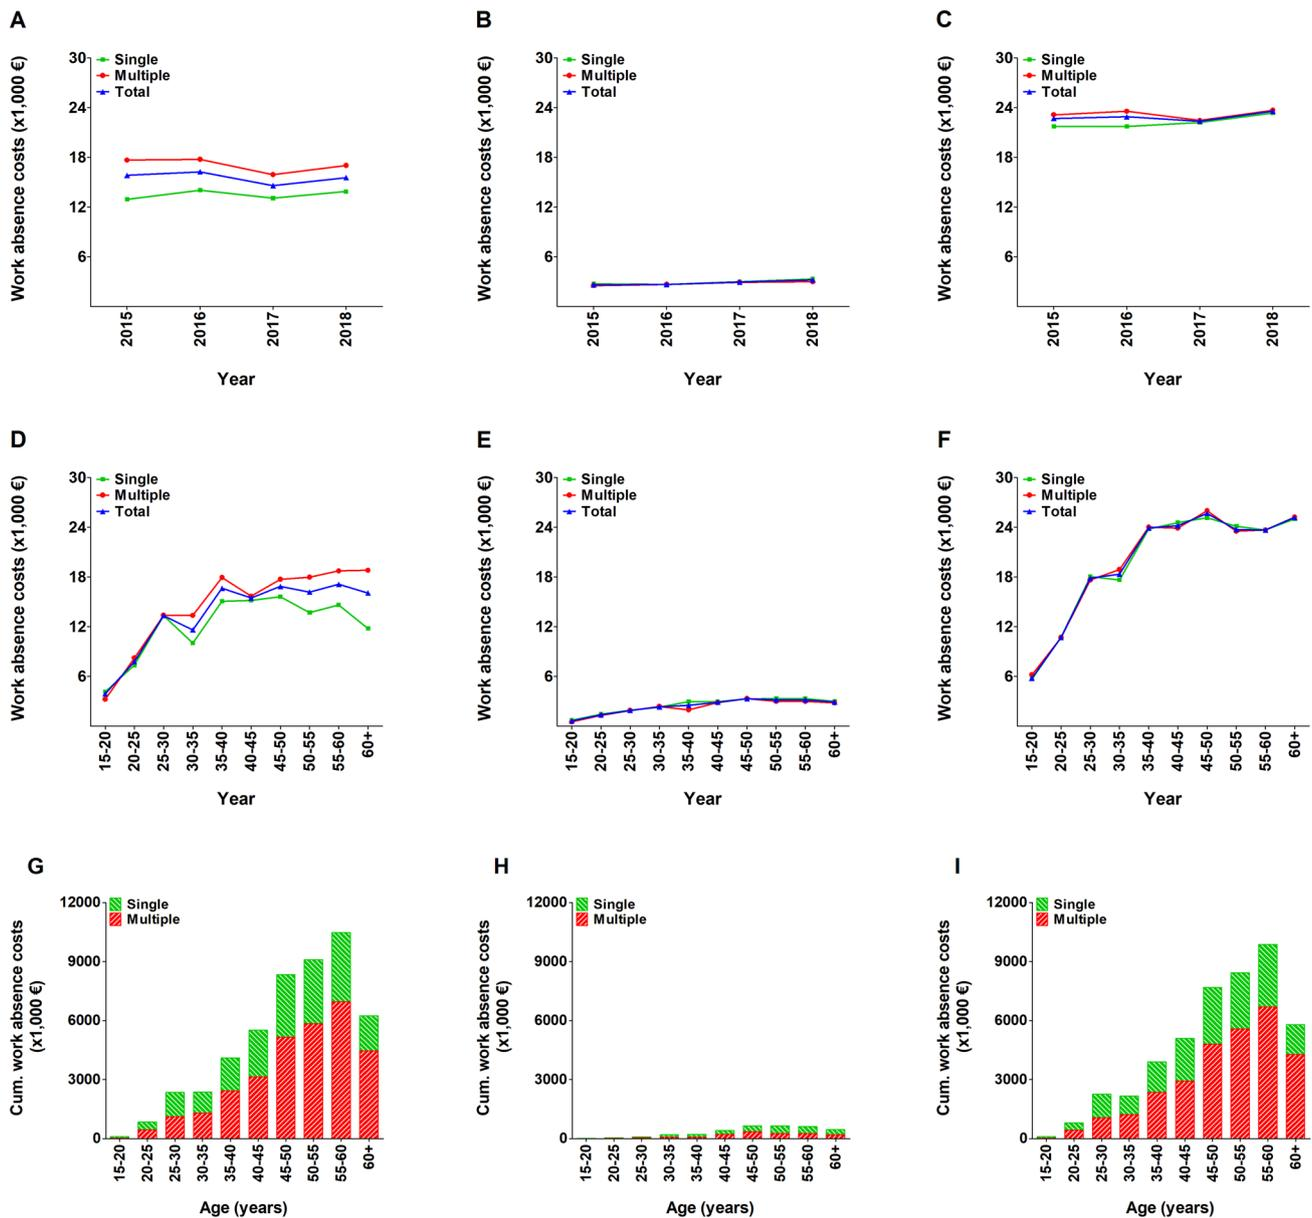 A
Work absence costs (x1,000 €)
30
24
18
12
6
Single
Multiple
Total
2015
2016
2017
2018
Year
B
Work absence costs (x1,000 €)
30
24
18
12
6
Single
Multiple
Total
2015
2016
2017
2018
Year
C
Work absence costs (x1,000 €)
30
24
18
12
6
Single
Multiple
Total
2015
2016
2017
2018
Year
D
Work absence costs (x1,000 €)
30
24
18
12
6
Single
Multiple
Total
15-20
20-25
25-30
30-35
35-40
40-45
45-50
50-55
55-60
60+
Year
E
Work absence costs (x1,000 €)
30
24
18
12
6
Single
Multiple
Total
15-20
20-25
25-30
30-35
35-40
40-45
45-50
50-55
55-60
60+
Year
F
Work absence costs (x1,000 €)
30
24
18
12
6
Single
Multiple
Total
15-20
20-25
25-30
30-35
35-40
40-45
45-50
50-55
55-60
60+
Year
G
Cum. work absence costs
(x1,000 €)
12000
9000
6000
3000
0
Single
Multiple
15-20
20-25
25-30
30-35
35-40
40-45
45-50
50-55
55-60
60+
Age (years)
H
Cum. work absence costs
(x1,000 €)
12000
9000
6000
3000
0
Single
Multiple
15-20
20-25
25-30
30-35
35-40
40-45
45-50
50-55
55-60
60+
Age (years)
I
Cum. work absence costs
(x1,000 €)
12000
9000
6000
3000
0
Single
Multiple
15-20
20-25
25-30
30-35
35-40
40-45
45-50
50-55
55-60
60+
Age (years)